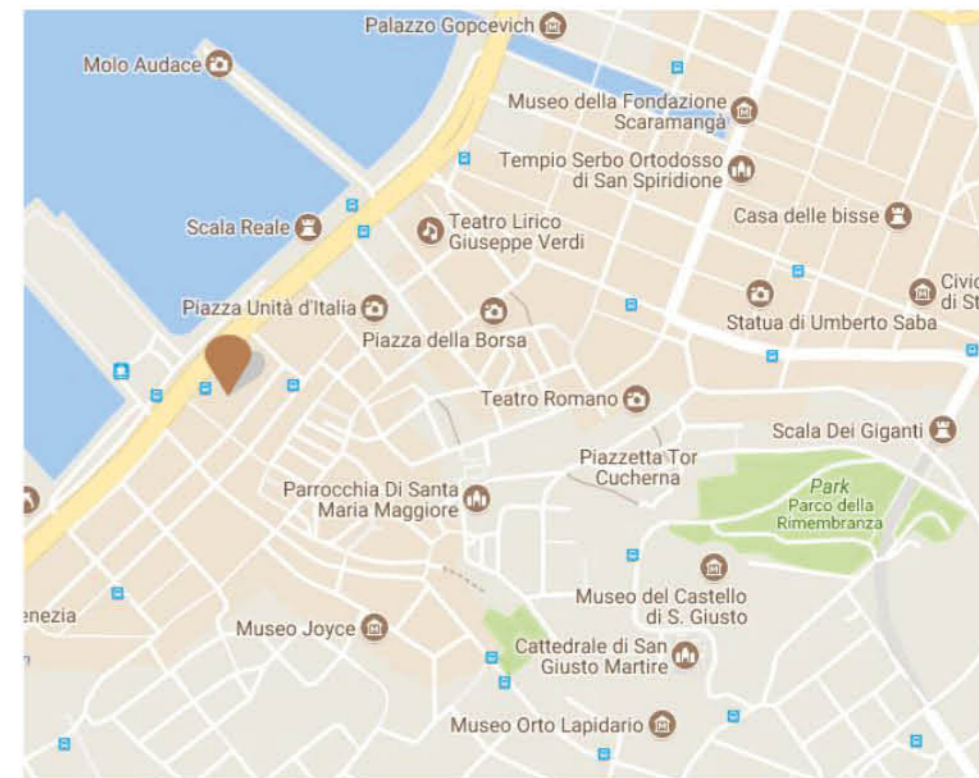 Palazzo Gopcevich
Molo Audace
Museo della Fondazione
Scaramangà
Tempio Serbo Ortodosso
di San Spiridione
Casa delle bisse
Scala Reale
Teatro Lirico
Giuseppe Verdi
Civic
di St
Piazza Unità d'Italia
Piazza della Borsa
Statua di Umberto Saba
Teatro Romano
Scala Dei Giganti
Piazzetta Tor
Cucherna
Park
Parco della
Rimembranza
Parrocchia Di Santa
Maria Maggiore
Museo del Castello
di S. Giusto
enezia
Museo Joyce
Cattedrale di San
Giusto Martire
Museo Orto Lapidario